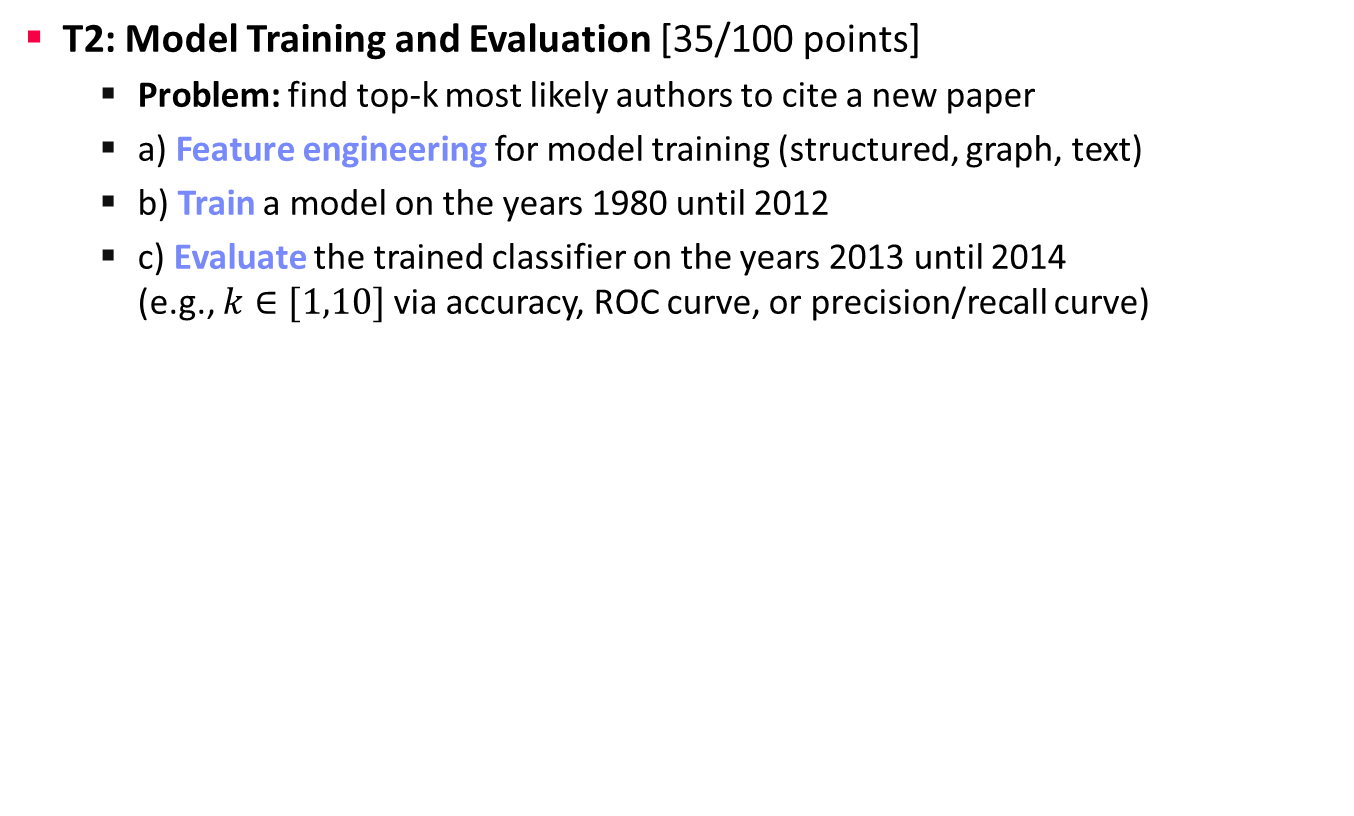 ▪ T2: Model Training and Evaluation [35/100 points]
▪ Problem: find top-k most likely authors to cite a new paper
▪ a) Feature engineering for model training (structured, graph, text)
▪ b) Train a model on the years 1980 until 2012
▪ c) Evaluate the trained classifier on the years 2013 until 2014
(e.g., k ∈ [1,10] via accuracy, ROC curve, or precision/recall curve)